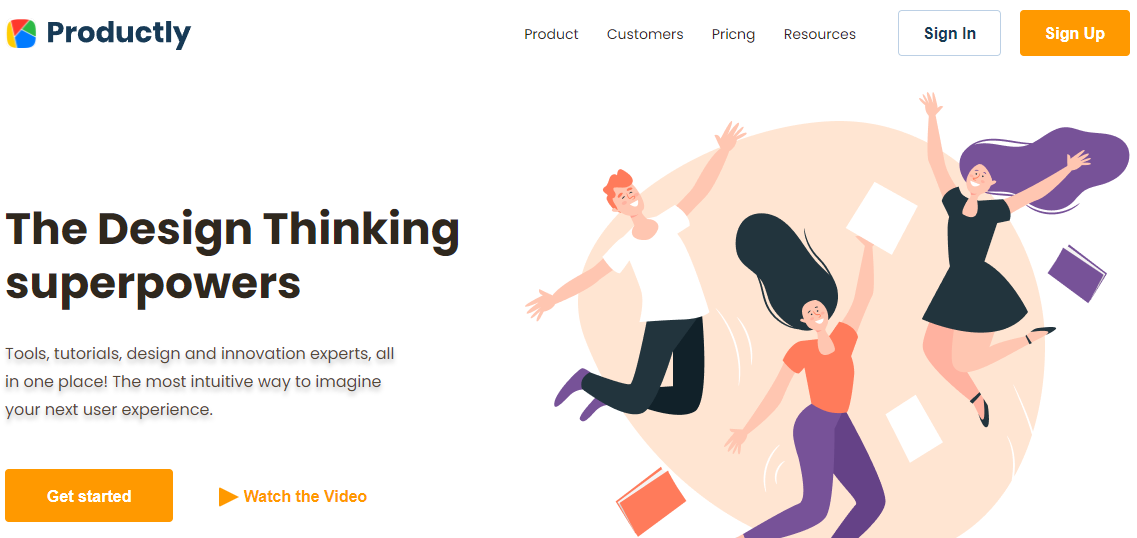 Productly
Product Customers Pricng Resources Sign In Sign Up
The Design Thinking
superpowers
Tools, tutorials, design and innovation experts, all
in one place! The most intuitive way to imagine
your next user experience.
Get started Watch the Video